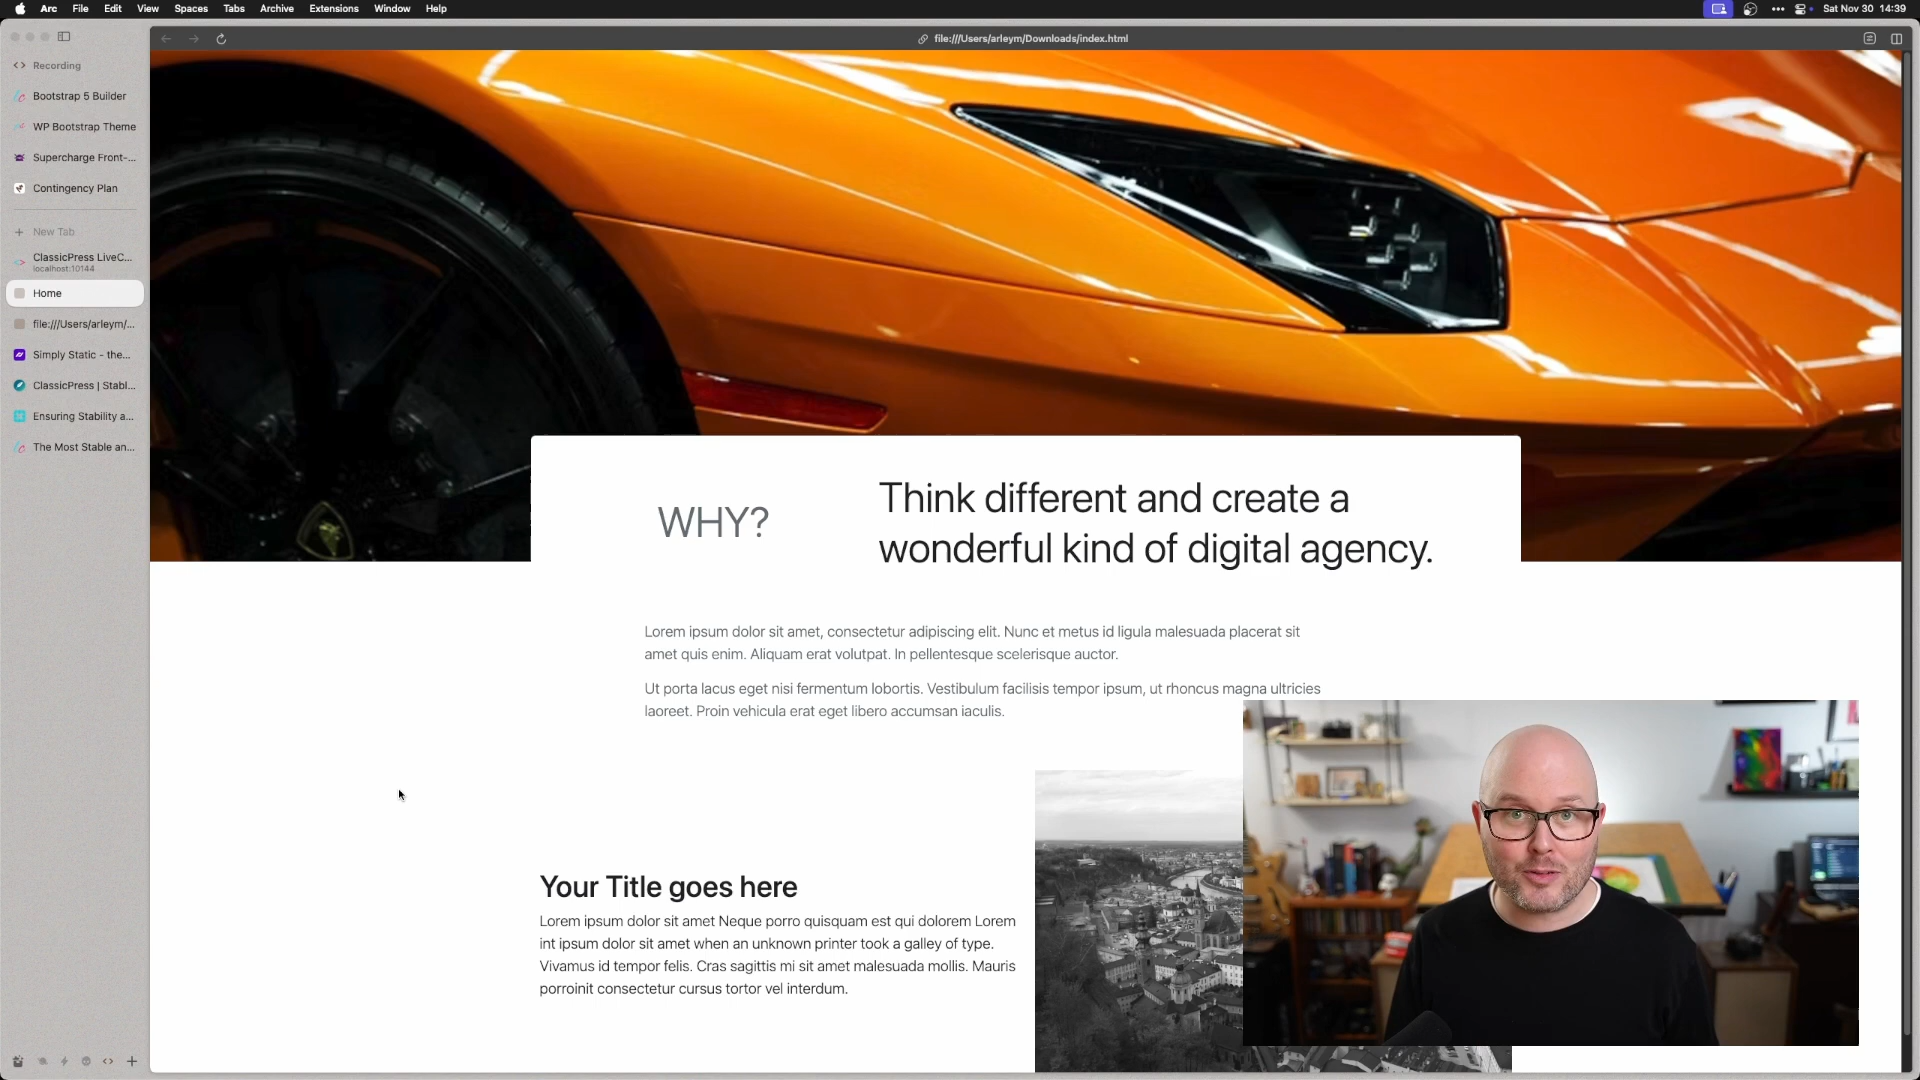 Arc File Edit View Spaces Tabs Archive Extensions Window Help
Sat Nov 30 14:39
file:///Users/arleym/Downloads/index.html
Recording
Bootstrap 5 Builder
WP Bootstrap Theme
Supercharge Front-...
Contingency Plan
New Tab
ClassicPress LiveC...
localhost:10144
Home
file:///Users/arleym/...
Simply Static - the...
ClassicPress | Stabl...
Ensuring Stability a...
The Most Stable an...
WHY?
Think different and create a
wonderful kind of digital agency.
Lorem ipsum dolor sit amet, consectetur adipiscing elit. Nunc et metus id ligula malesuada placerat sit
amet quis enim. Aliquam erat volutpat. In pellentesque scelerisque auctor.
Ut porta lacus eget nisi fermentum lobortis. Vestibulum facilisis tempor ipsum, ut rhoncus magna ultricies
laoreet. Proin vehicula erat eget libero accumsan iaculis.
Your Title goes here
Lorem ipsum dolor sit amet Neque porro quisquam est qui dolorem Lorem
int ipsum dolor sit amet when an unknown printer took a galley of type.
Vivamus id tempor felis. Cras sagittis mi sit amet malesuada mollis. Mauris
porroinit consectetur cursus tortor vel interdum.